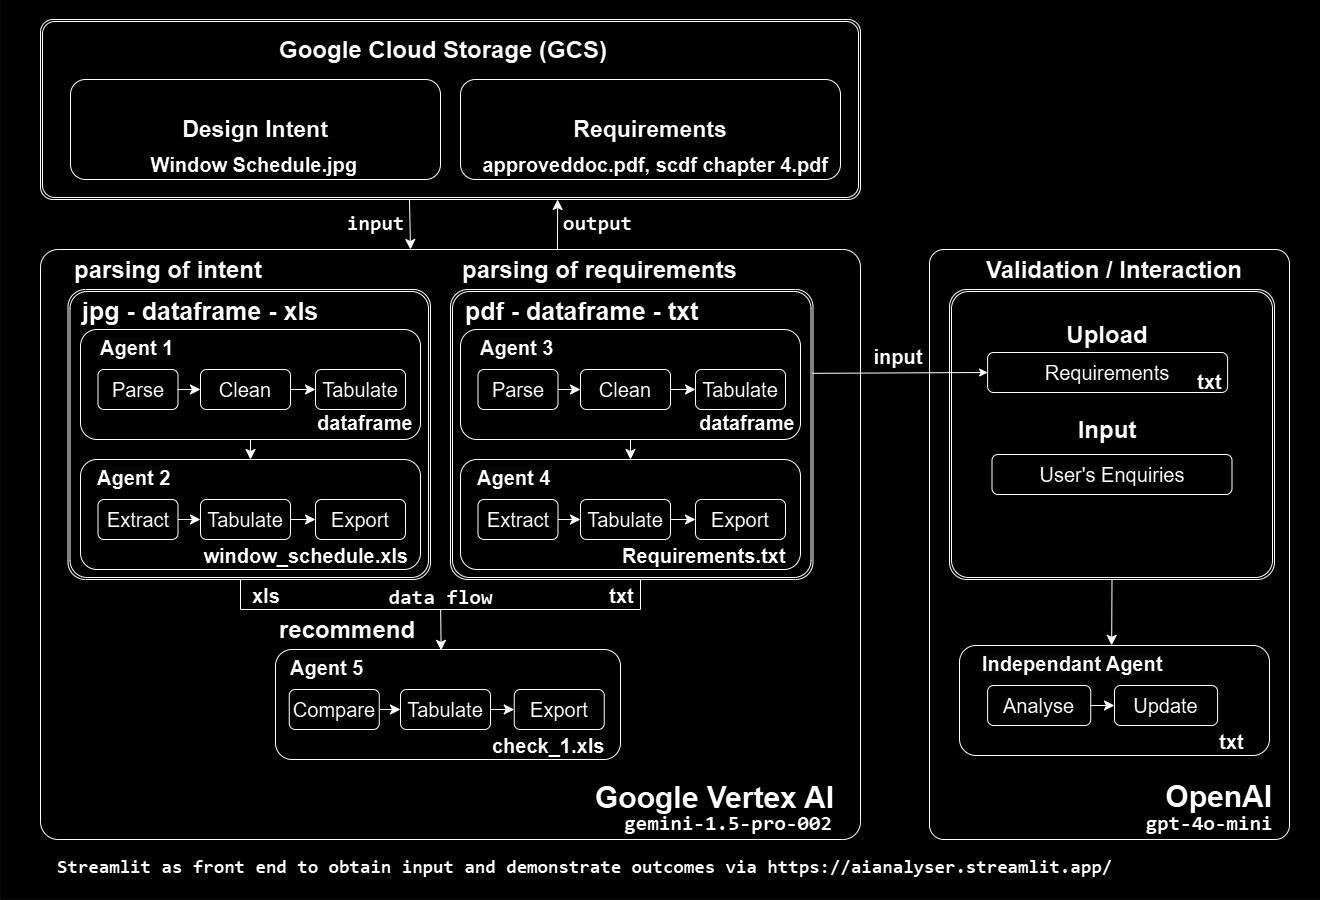 Google Cloud Storage (GCS)
Design Intent
Window Schedule.jpg
Requirements
approveddoc.pdf, scdf chapter 4.pdf
input
output
parsing of intent
jpg - dataframe - xls
Agent 1
Parse
Clean
Tabulate
dataframe
Agent 2
Extract
Tabulate
Export
window_schedule.xls
parsing of requirements
pdf - dataframe - txt
Agent 3
Parse
Clean
Tabulate
dataframe
Agent 4
Extract
Tabulate
Export
Requirements.txt
xls
data flow
txt
recommend
Agent 5
Compare
Tabulate
Export
check_1.xls
Google Vertex AI
gemini-1.5-pro-002
input
Validation / Interaction
Upload
Requirements
txt
Input
User's Enquiries
Independant Agent
Analyse
Update
txt
OpenAI
gpt-4o-mini
Streamlit as front end to obtain input and demonstrate outcomes via https://aianalyser.streamlit.app/